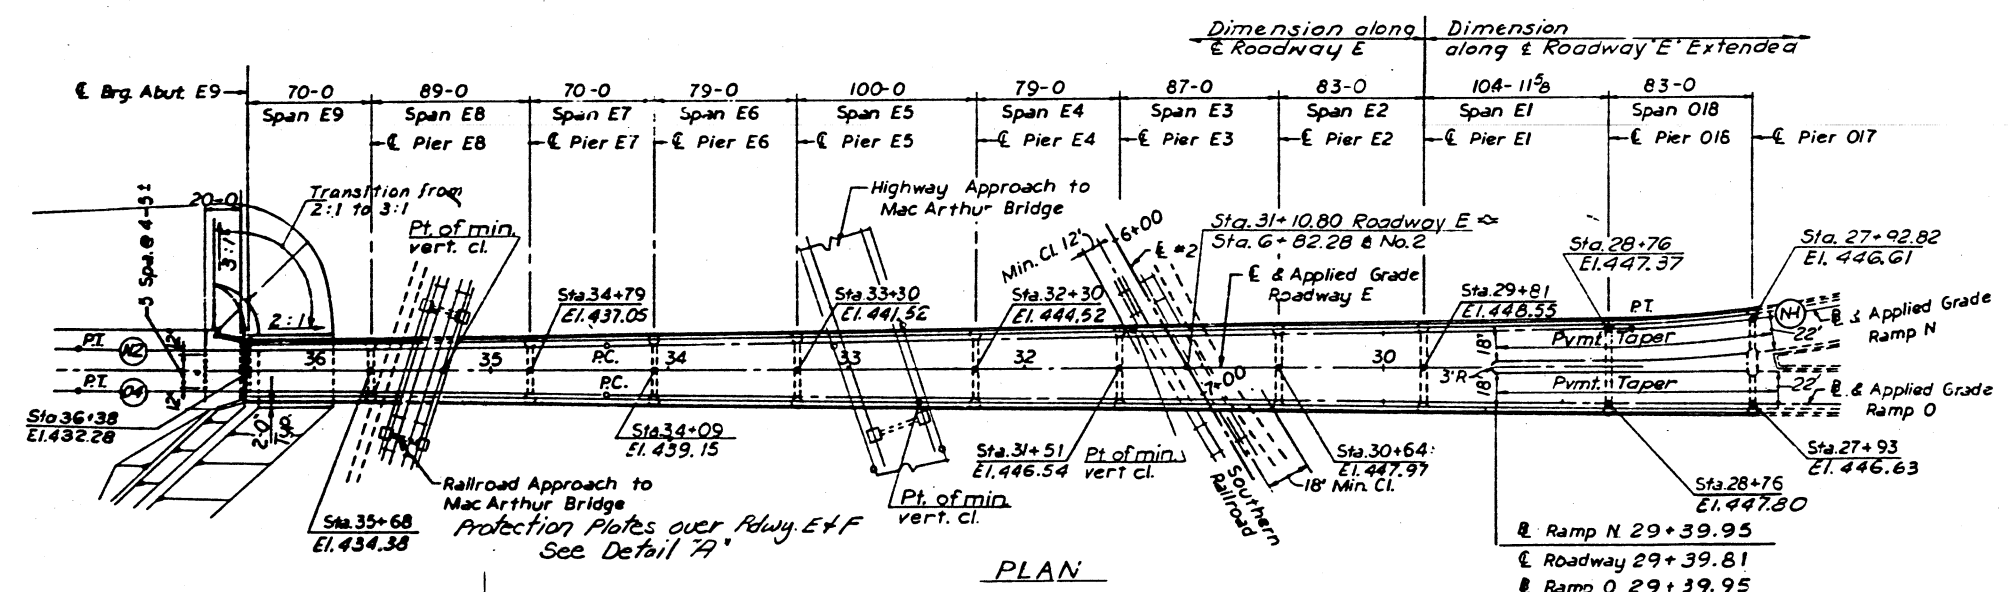 Dimension along
℄ Roadway E
Dimension
along ℄ Roadway "E" Extended
℄ Brg. Abut. E9
70-0
89-0
70-0
79-0
100-0
79-0
87-0
83-0
104-11 5/8
83-0
Span E9
Span E8
Span E7
Span E6
Span E5
Span E4
Span E3
Span E2
Span E1
Span 018
℄ Pier E8
℄ Pier E7
℄ Pier E6
℄ Pier E5
℄ Pier E4
℄ Pier E3
℄ Pier E2
℄ Pier E1
℄ Pier 016
℄ Pier 017
5 Spa. @ 4-5±
20-0
3:1
2:1
Transition from
2:1 to 3:1
Pt. of min.
vert. cl.
Highway Approach to
Mac Arthur Bridge
Min. Cl. 12'
6+00
℄ #2
Sta. 31+10.80 Roadway E =
Sta. 6+82.28 ℄ No. 2
℄ & Applied Grade
Roadway E
Sta. 28+76
El. 447.37
Sta. 27+92.82
El. 446.61
Sta. 34+79
El. 437.05
Sta. 33+30
El. 441.52
Sta. 32+30
El. 444.52
Sta. 29+81
El. 448.55
P.T.
N-1
℄ & Applied Grade
Ramp N
22'
P.T.
N2
12'
36
35
P.C.
34
33
32
30
18'
Pvmt. Taper
P.T.
04
12'
P.C.
7+00
3'R
18'
Pvmt. Taper
22'
℄ & Applied Grade
Ramp O
Sta 36+38
El. 432.28
2'-0"
Typ.
Sta. 34+09
El. 439.15
Sta. 31+51
El. 446.54
Pt of min.
vert cl.
Sta. 30+64
El. 447.97
18' Min. Cl.
Southern
Railroad
Sta. 27+93
El. 446.63
Sta. 28+76
El. 447.80
Railroad Approach to
Mac Arthur Bridge
Pt. of min.
vert. cl.
Sta. 35+68
El. 434.38
Protection Plates over Rdwy. E & F
See Detail "A"
PLAN
℄ Ramp N 29+39.95
℄ Roadway 29+39.81
℄ Ramp O 29+39.95